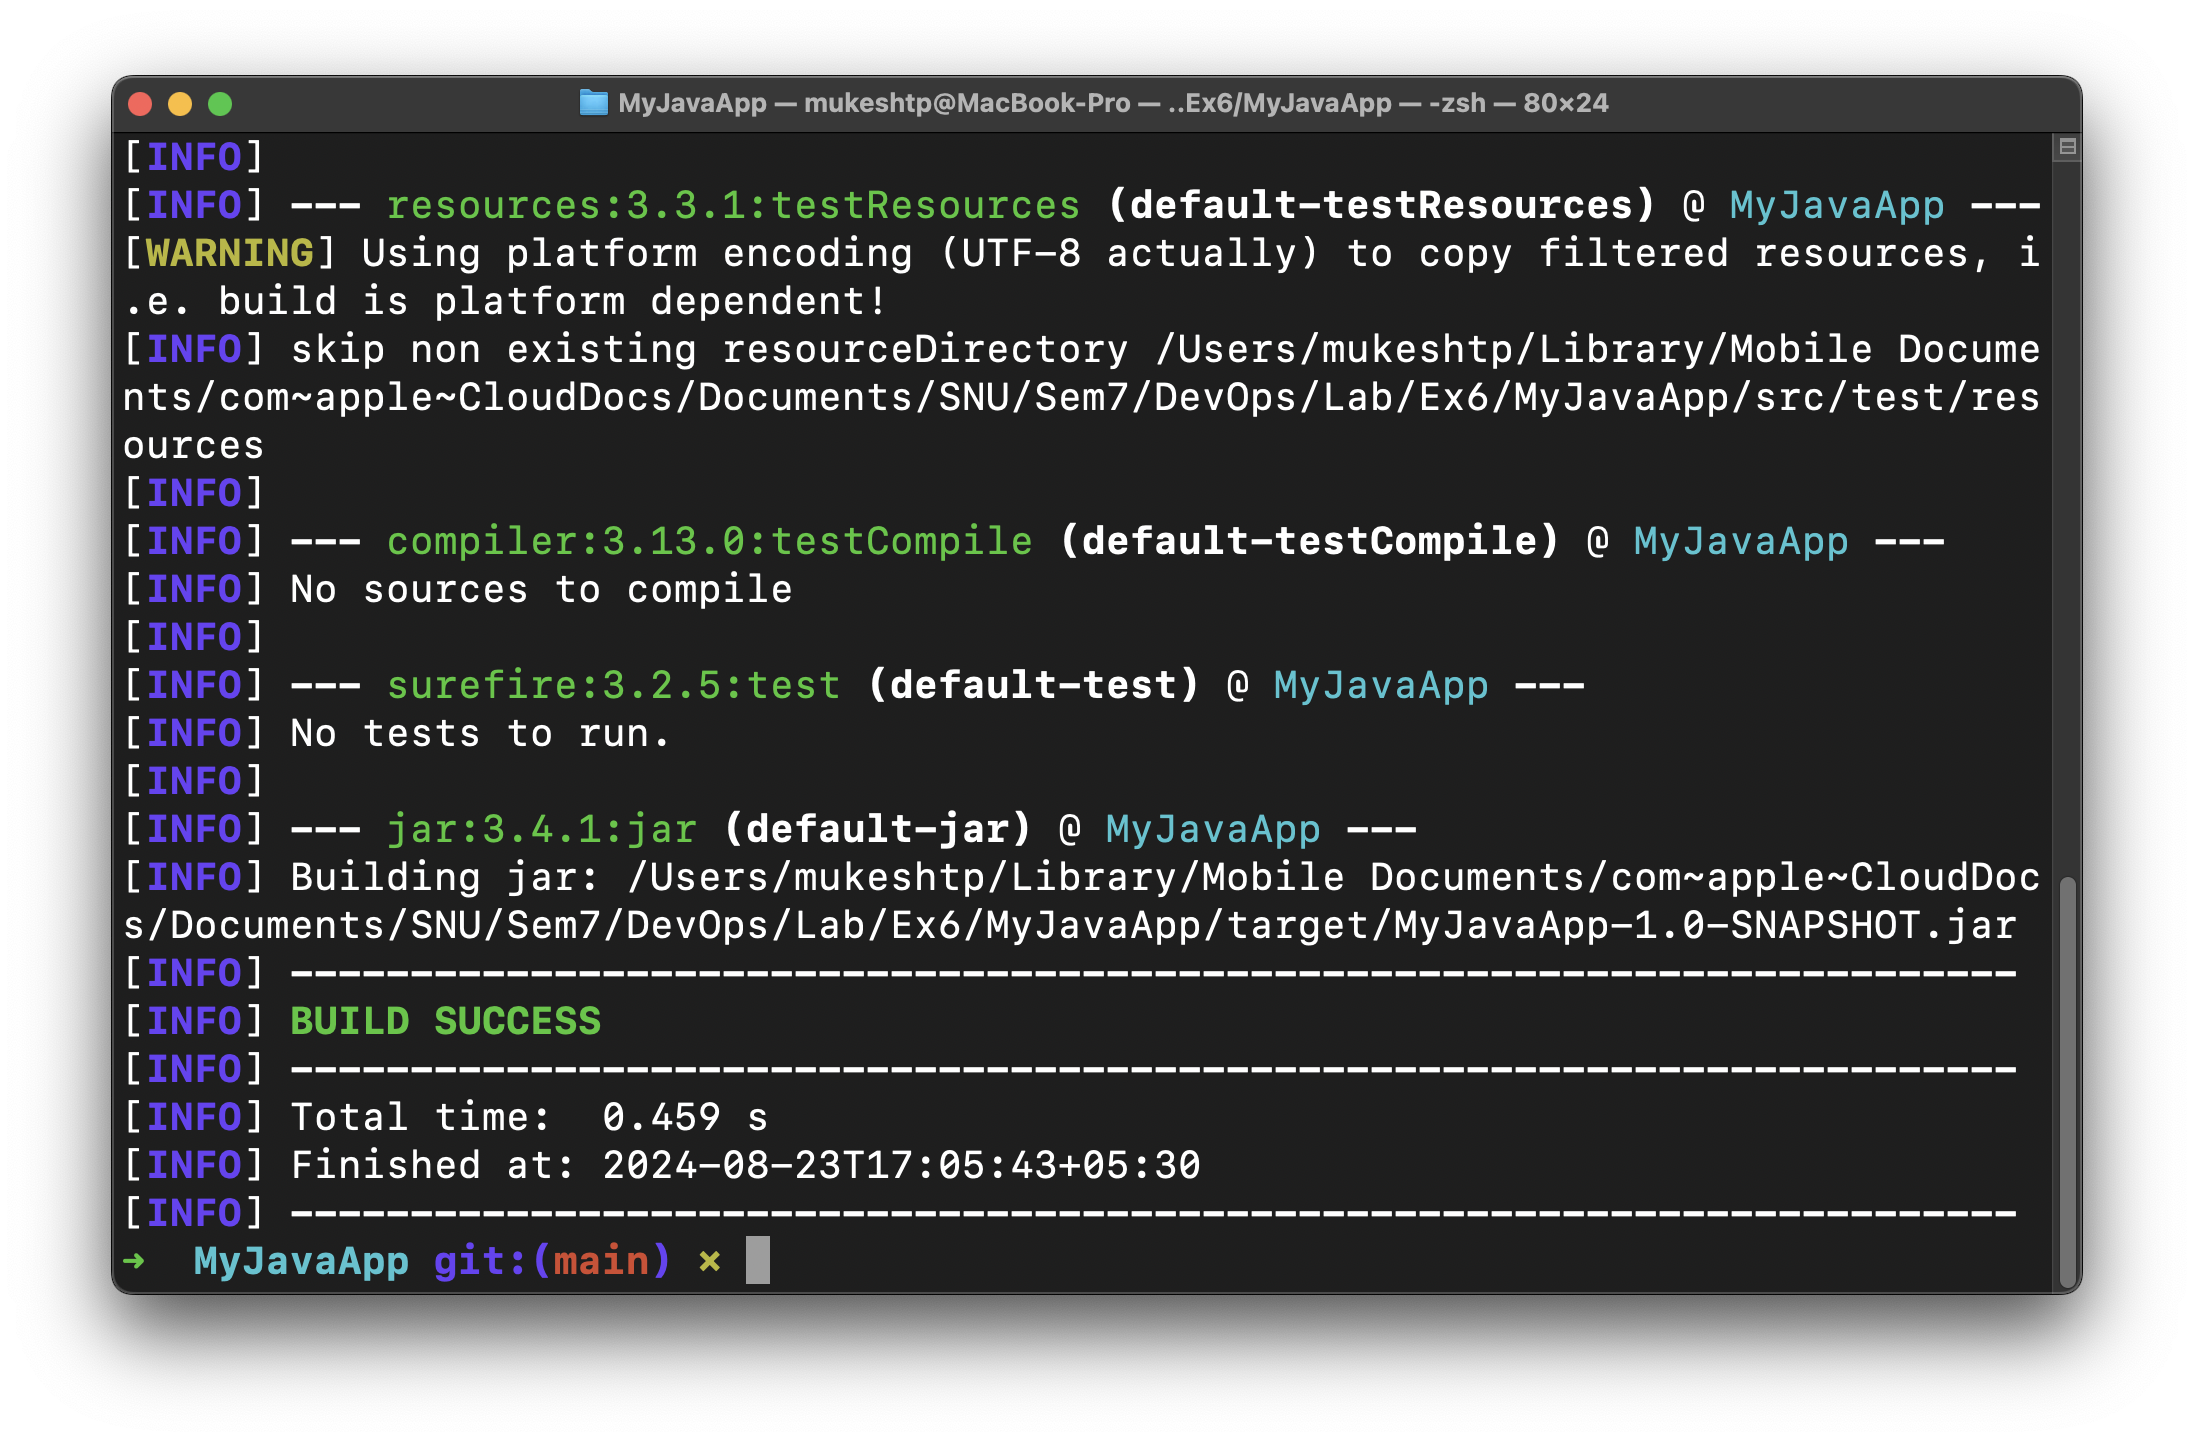 MyJavaApp — mukeshtp@MacBook-Pro — ..Ex6/MyJavaApp — -zsh — 80×24
[INFO]
[INFO] --- resources:3.3.1:testResources (default-testResources) @ MyJavaApp ---
[WARNING] Using platform encoding (UTF-8 actually) to copy filtered resources, i
.e. build is platform dependent!
[INFO] skip non existing resourceDirectory /Users/mukeshtp/Library/Mobile Docume
nts/com~apple~CloudDocs/Documents/SNU/Sem7/DevOps/Lab/Ex6/MyJavaApp/src/test/res
ources
[INFO]
[INFO] --- compiler:3.13.0:testCompile (default-testCompile) @ MyJavaApp ---
[INFO] No sources to compile
[INFO]
[INFO] --- surefire:3.2.5:test (default-test) @ MyJavaApp ---
[INFO] No tests to run.
[INFO]
[INFO] --- jar:3.4.1:jar (default-jar) @ MyJavaApp ---
[INFO] Building jar: /Users/mukeshtp/Library/Mobile Documents/com~apple~CloudDoc
s/Documents/SNU/Sem7/DevOps/Lab/Ex6/MyJavaApp/target/MyJavaApp-1.0-SNAPSHOT.jar
[INFO] ------------------------------------------------------------------------
[INFO] BUILD SUCCESS
[INFO] ------------------------------------------------------------------------
[INFO] Total time:  0.459 s
[INFO] Finished at: 2024-08-23T17:05:43+05:30
[INFO] ------------------------------------------------------------------------
➜  MyJavaApp git:(main) ✗